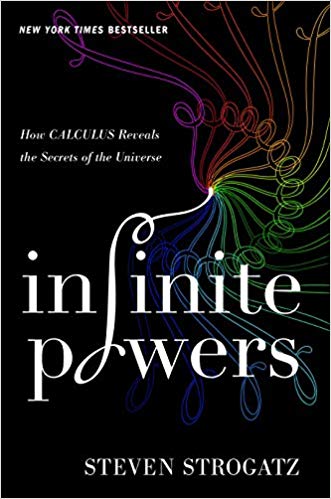 NEW YORK TIMES BESTSELLER
How CALCULUS Reveals
the Secrets of the Universe
infinite
powers
STEVEN STROGATZ